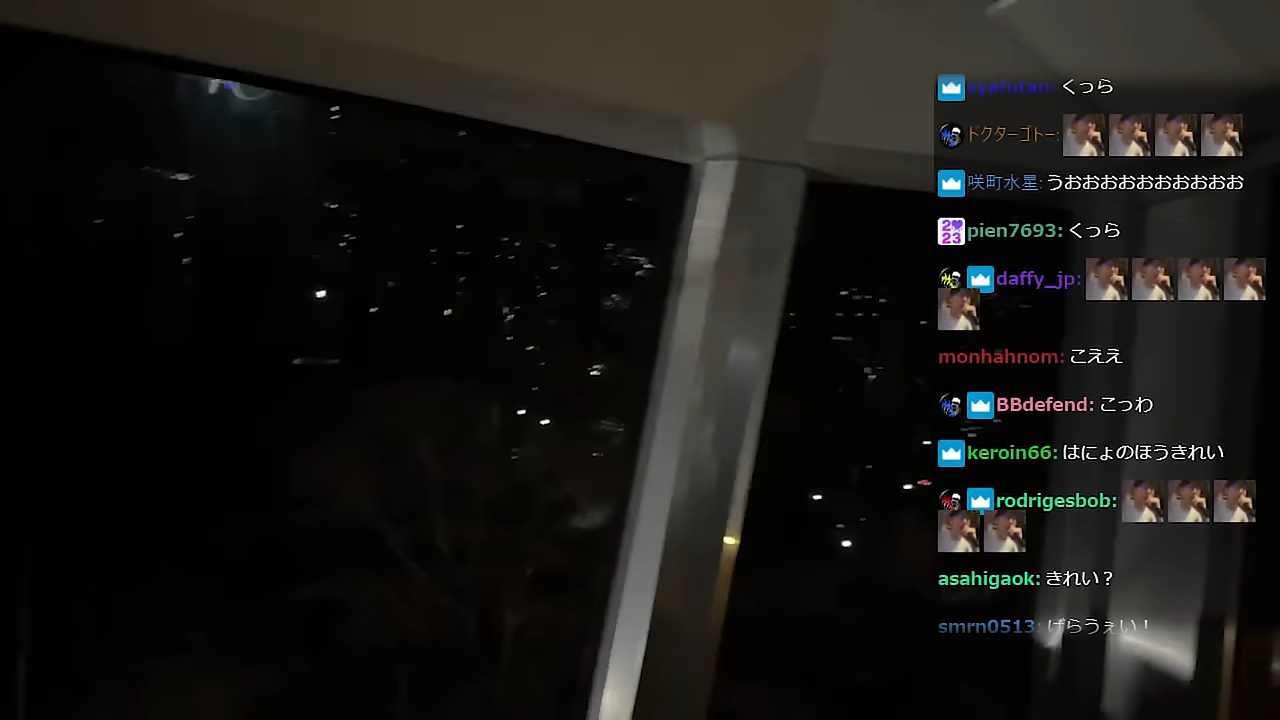 syafutan: くっら
ドクターゴトー:
咲町水星: うおおおおおおおおおお
2 23 pien7693: くっら
daffy_jp:
monhahnom: こええ
BBdefend: こっわ
keroin66: はにょのほうきれい
rodrigesbob:
asahigaok: きれい？
smrn0513: げらうぇい！